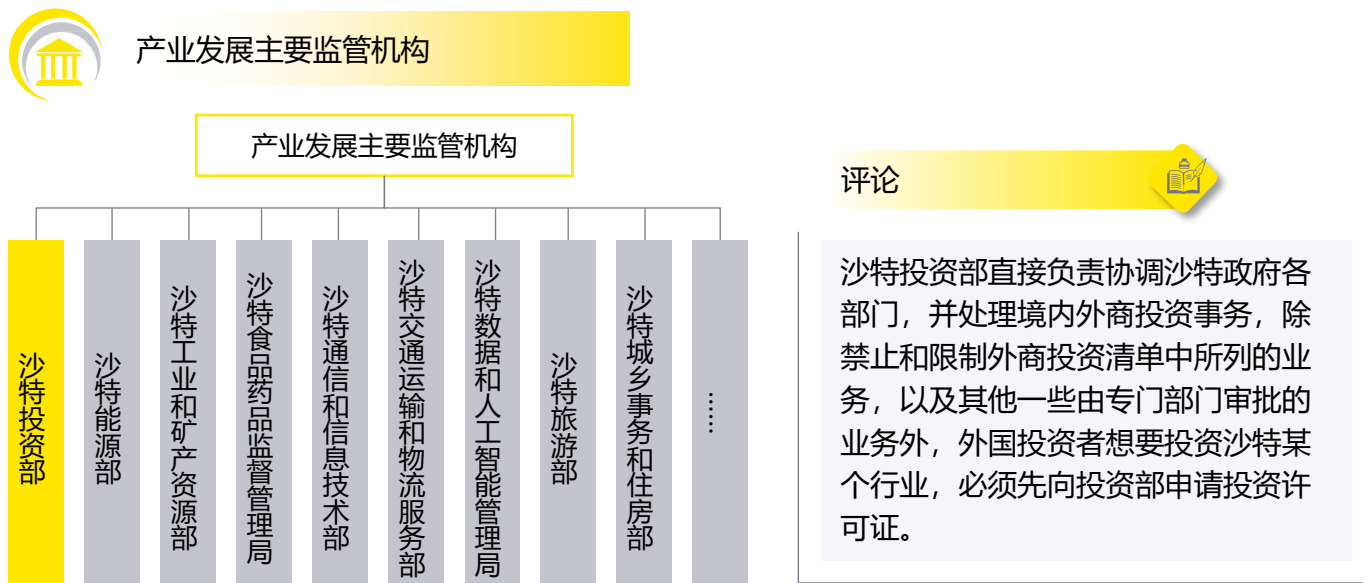 产业发展主要监管机构
产业发展主要监管机构
沙特投资部
沙特能源部
沙特工业和矿产资源部
沙特食品药品监督管理局
沙特通信和信息技术部
沙特交通运输和物流服务部
沙特数据和人工智能管理局
沙特旅游部
沙特城乡事务和住房部
……
评论
沙特投资部直接负责协调沙特政府各
部门，并处理境内外商投资事务，除
禁止和限制外商投资清单中所列的业
务，以及其他一些由专门部门审批的
业务外，外国投资者想要投资沙特某
个行业，必须先向投资部申请投资许
可证。